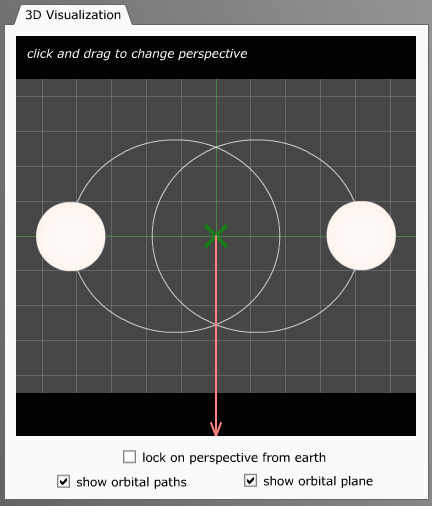 3D Visualization
click and drag to change perspective
lock on perspective from earth
show orbital paths
show orbital plane